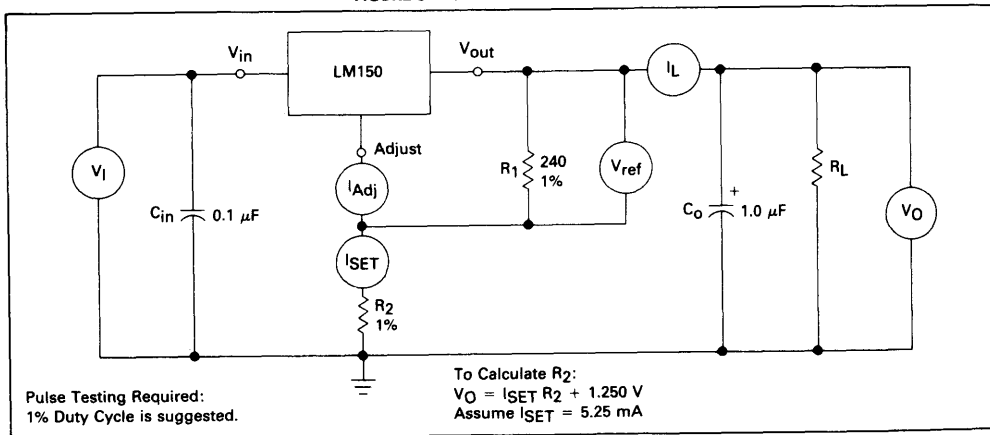 Vin
LM150
Vout
IL
Adjust
VI
Cin 0.1 μF
IAdj
R1 240
1%
Vref
RL
Co + 1.0 μF
VO
ISET
R2
1%
Pulse Testing Required:
1% Duty Cycle is suggested.
To Calculate R2:
VO = ISET R2 + 1.250 V
Assume ISET = 5.25 mA